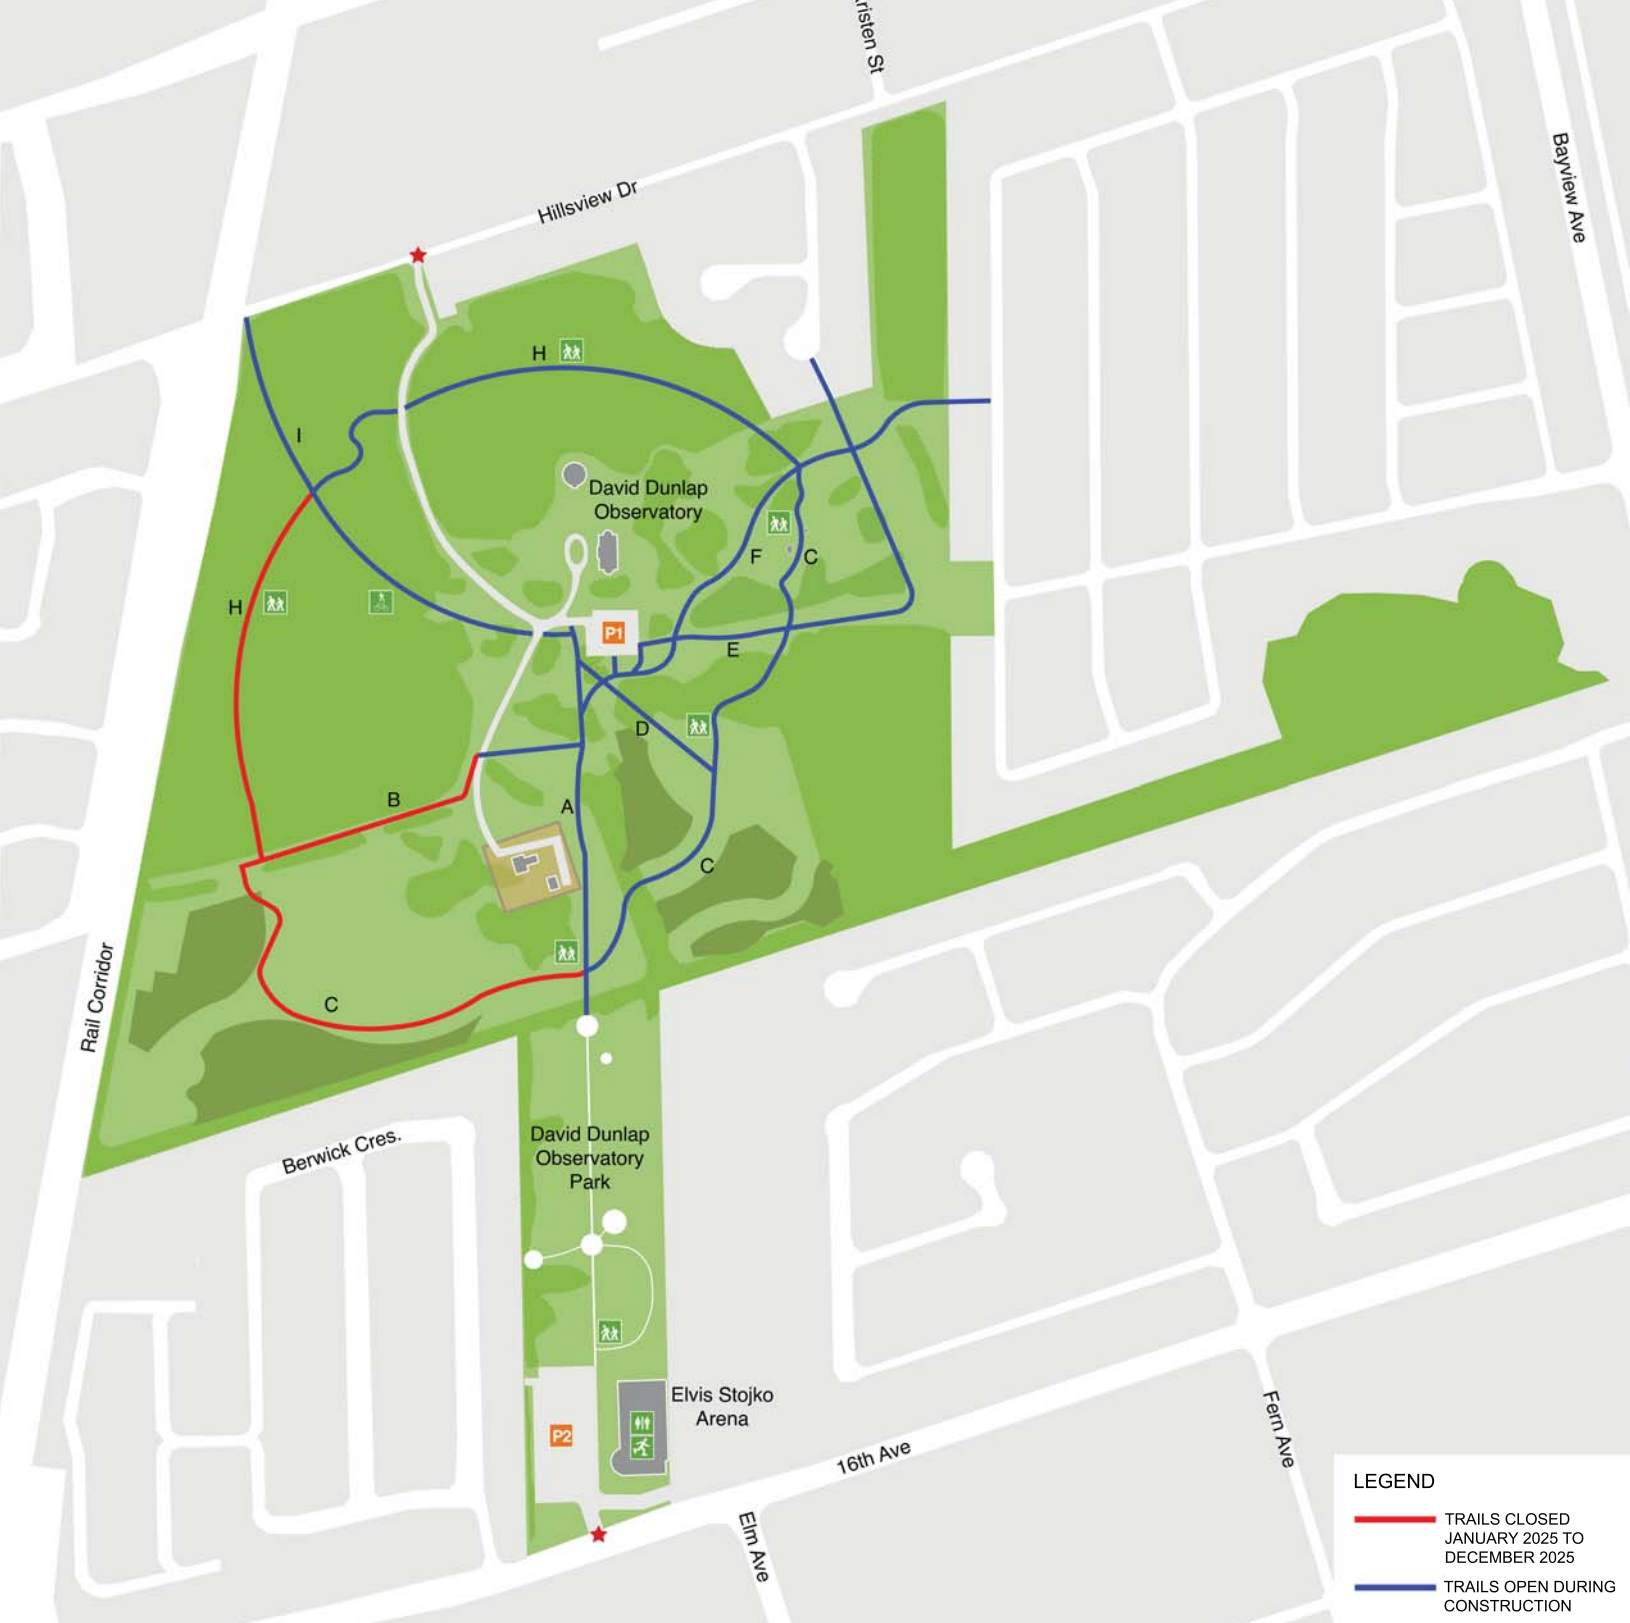 risten St
Bayview Ave
Hillsview Dr
H
I
David Dunlap
Observatory
F
C
H
P1
E
D
B
A
C
C
Rail Corridor
David Dunlap
Observatory
Park
Berwick Cres.
Elvis Stojko
Arena
P2
16th Ave
Fern Ave
Elm Ave
LEGEND
TRAILS CLOSED
JANUARY 2025 TO
DECEMBER 2025
TRAILS OPEN DURING
CONSTRUCTION